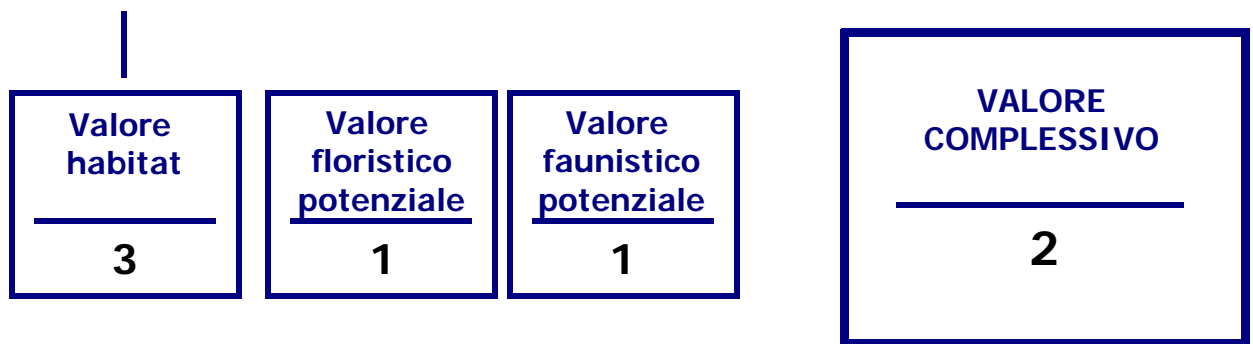 Valore
habitat
3
Valore
floristico
potenziale
1
Valore
faunistico
potenziale
1
VALORE
COMPLESSIVO
2